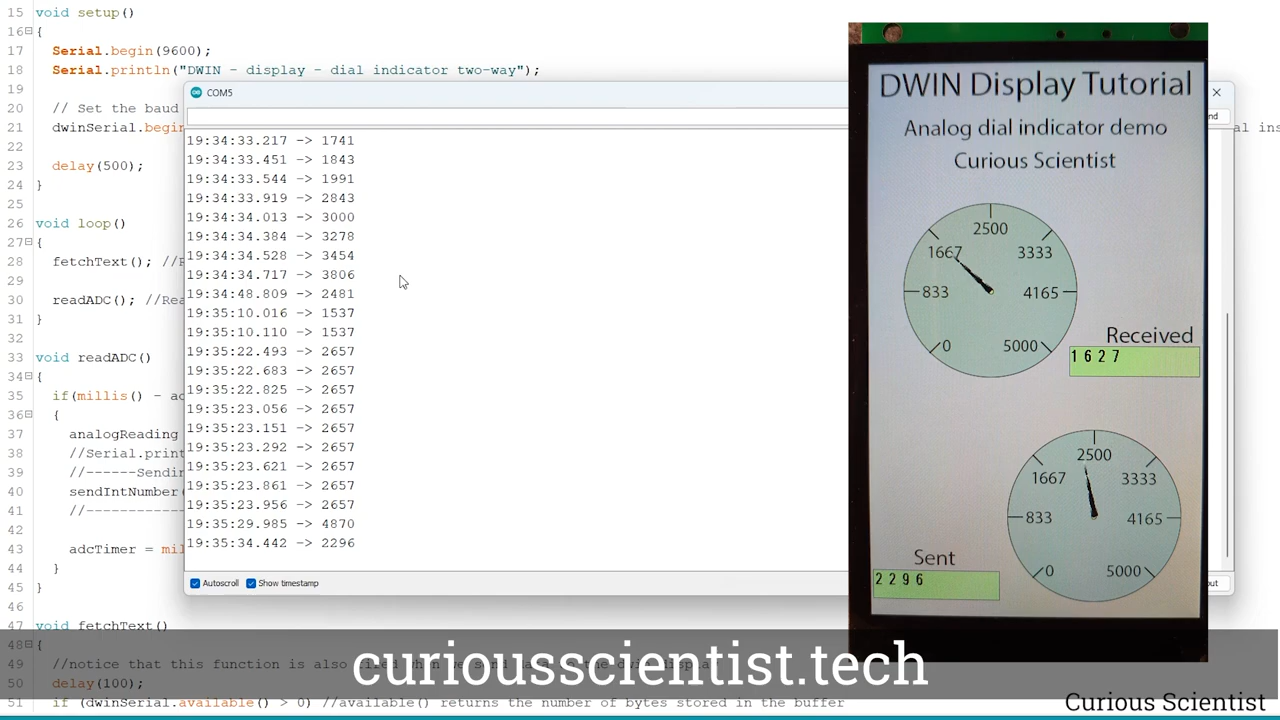 15 void setup()
16 {
17 Serial.begin(9600);
18 Serial.println("DWIN - display - dial indicator two-way");
19
20 // Set the baud
21 dwinSerial.begin
22
23 delay(500);
24 }
25
26 void loop()
27 {
28 fetchText(); //
29
30 readADC(); //Rea
31 }
32
33 void readADC()
34 {
35 if(millis() - ad
36 {
37 analogReading
38 //Serial.print
39 //------Sendin
40 sendIntNumber(
41 //------------
42
43 adcTimer = mil
44 }
45 }
46
47 void fetchText()
48 {
49 //notice that this function is also
50 delay(100);
51 if (dwinSerial.available() > 0) //available() returns the number of bytes stored in the buffer
COM5
nd
al ins
19:34:33.217 -> 1741
19:34:33.451 -> 1843
19:34:33.544 -> 1991
19:34:33.919 -> 2843
19:34:34.013 -> 3000
19:34:34.388 -> 3278
19:34:34.528 -> 3454
19:34:34.717 -> 3806
19:34:48.809 -> 2481
19:35:10.016 -> 1537
19:35:10.110 -> 1537
19:35:22.493 -> 2657
19:35:22.683 -> 2657
19:35:22.825 -> 2657
19:35:23.056 -> 2657
19:35:23.151 -> 2657
19:35:23.292 -> 2657
19:35:23.621 -> 2657
19:35:23.861 -> 2657
19:35:23.956 -> 2657
19:35:29.985 -> 4870
19:35:34.442 -> 2296
Autoscroll Show timestamp
put
DWIN Display Tutorial
Analog dial indicator demo
Curious Scientist
2500
1667 3333
833 4165
0 5000
Received
1627
2500
1667 3333
833 4165
0 5000
Sent
2296
curiousscientist.tech
Curious Scientist